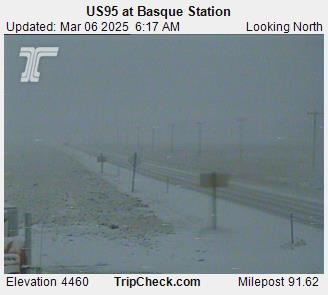 US95 at Basque Station
Updated: Mar 06 2025 6:17 AM Looking North
Elevation 4460 TripCheck.com Milepost 91.62